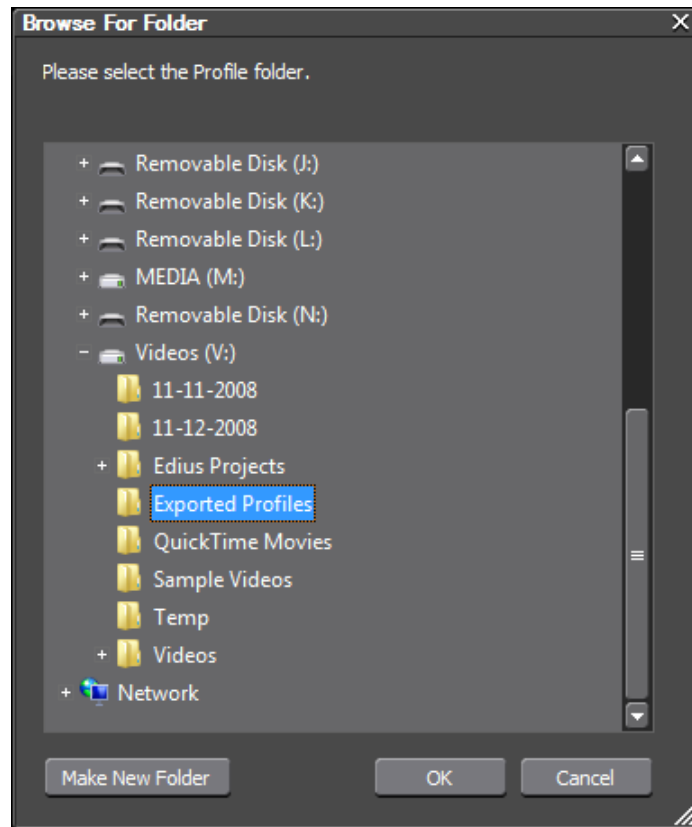 Browse For Folder
Please select the Profile folder.
Removable Disk (J:)
Removable Disk (K:)
Removable Disk (L:)
MEDIA (M:)
Removable Disk (N:)
Videos (V:)
11-11-2008
11-12-2008
Edius Projects
Exported Profiles
QuickTime Movies
Sample Videos
Temp
Videos
Network
Make New Folder OK Cancel